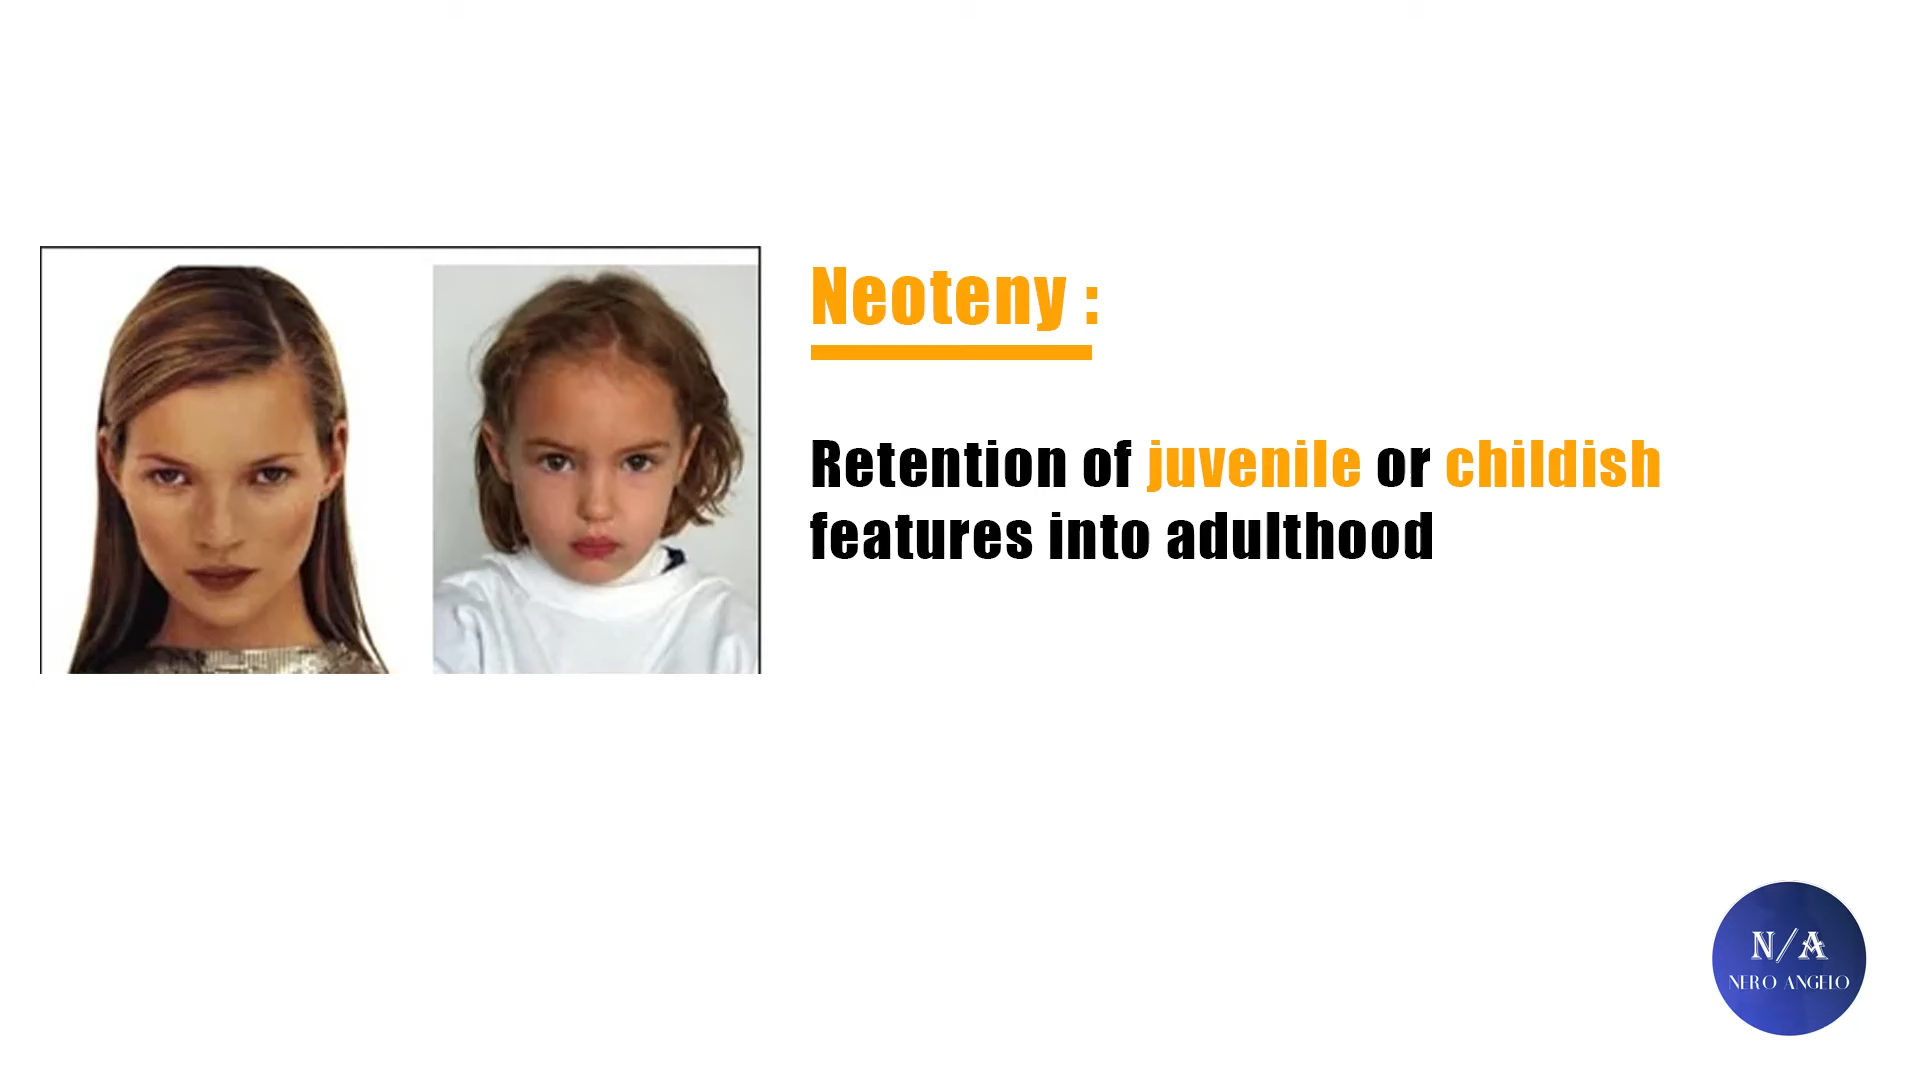 Neoteny :
Retention of juvenile or childish
features into adulthood
N/A
NERO ANGELO